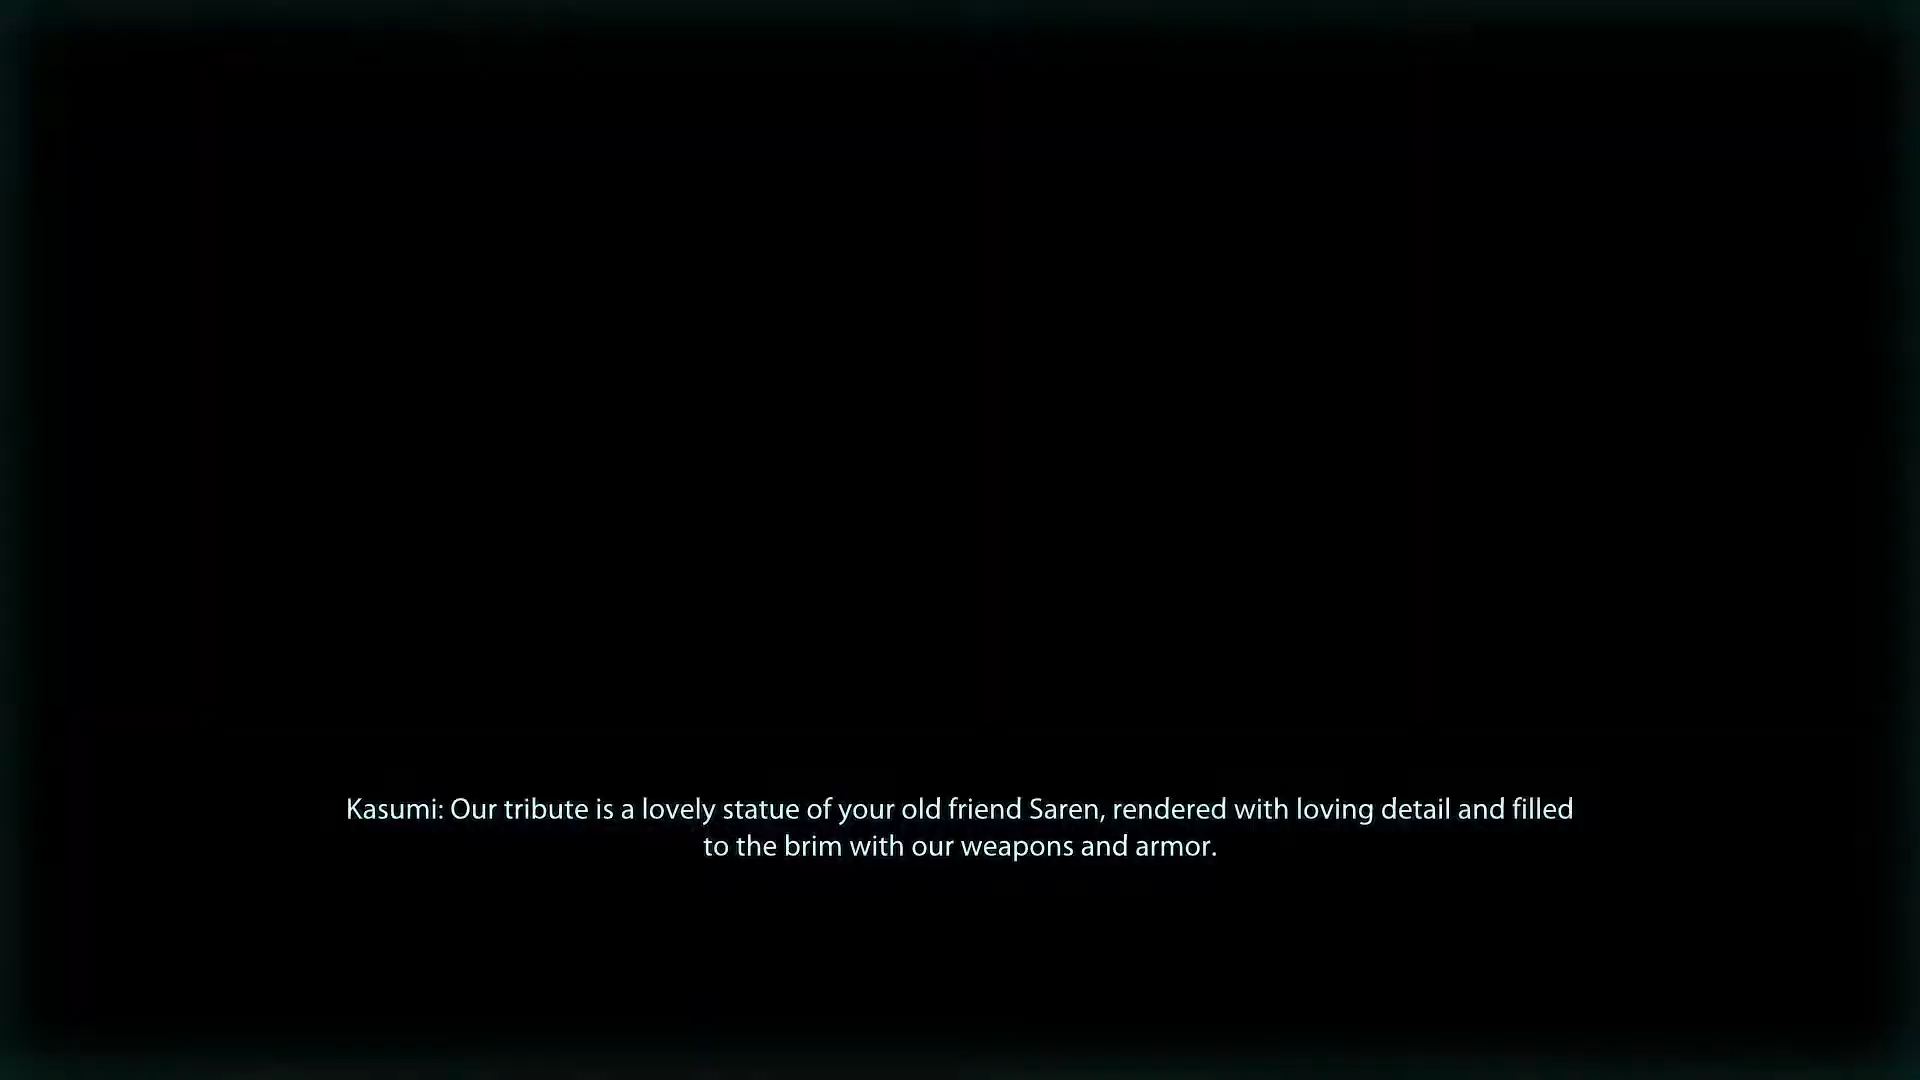 Kasumi: Our tribute is a lovely statue of your old friend Saren, rendered with loving detail and filled
to the brim with our weapons and armor.